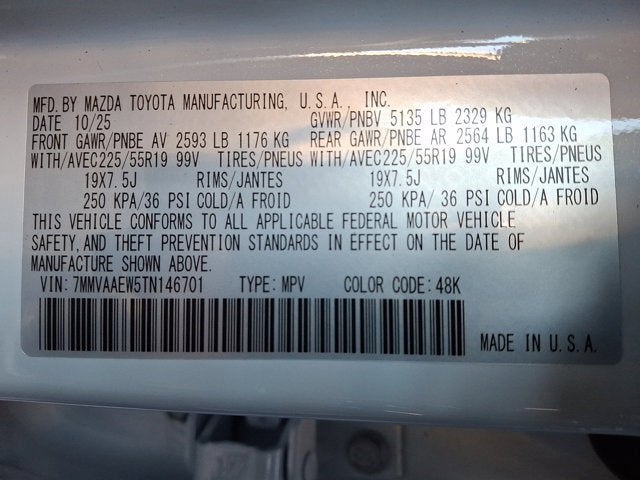 MFD. BY MAZDA TOYOTA MANUFACTURING, U.S.A., INC.
DATE 10/25 GVWR/PNBV 5135 LB 2329 KG
FRONT GAWR/PNBE AV 2593 LB 1176 KG REAR GAWR/PNBE AR 2564 LB 1163 KG
WITH/AVEC225/55R19 99V TIRES/PNEUS WITH/AVEC225/55R19 99V TIRES/PNEUS
19X7.5J RIMS/JANTES 19X7.5J RIMS/JANTES
250 KPA/36 PSI COLD/A FROID 250 KPA/ 36 PSI COLD/A FROID
THIS VEHICLE CONFORMS TO ALL APPLICABLE FEDERAL MOTOR VEHICLE
SAFETY, AND THEFT PREVENTION STANDARDS IN EFFECT ON THE DATE OF
MANUFACTURE SHOWN ABOVE.
VIN: 7MMVAAEW5TN146701 TYPE: MPV COLOR CODE: 48K
MADE IN U.S.A.